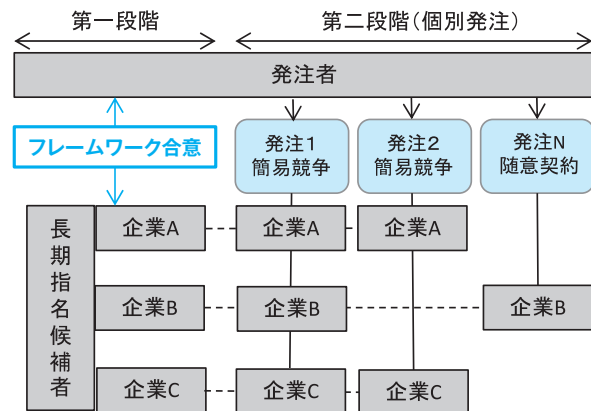 第一段階
第二段階(個別発注)
発注者
フレームワーク合意
発注1
簡易競争
発注2
簡易競争
発注N
随意契約
長期指名候補者
企業A
企業A
企業A
企業B
企業B
企業B
企業C
企業C
企業C